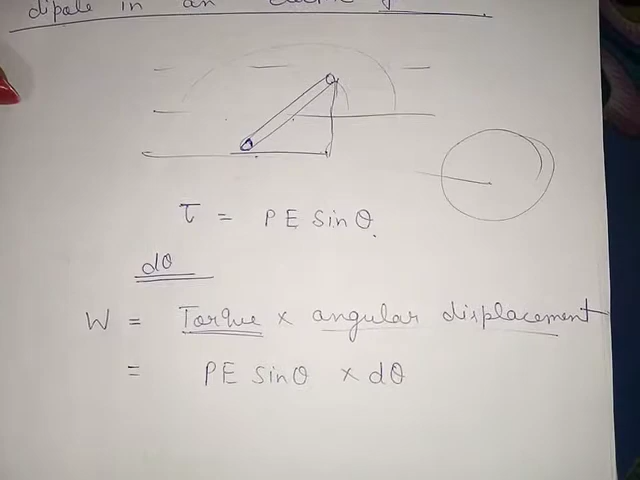 dipole in an
τ = PE Sinθ.
dθ
W = Torque × angular displacement
= PE sinθ × dθ